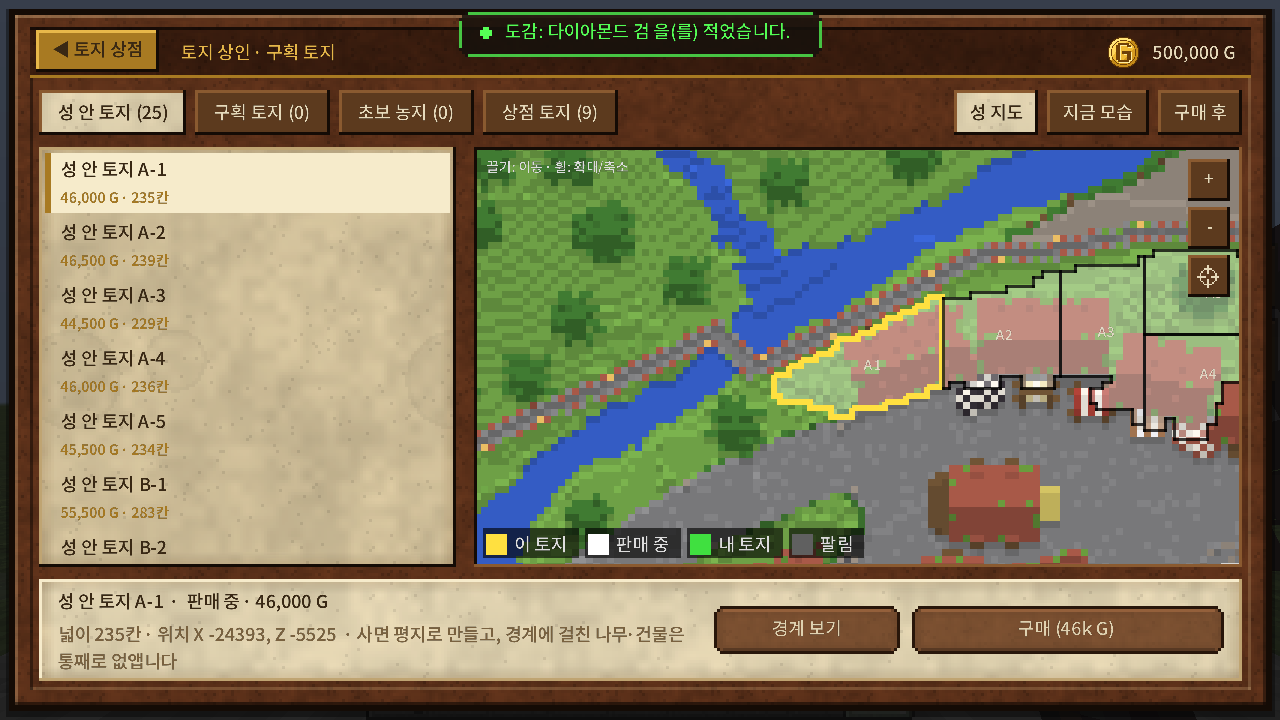 도감: 다이아몬드 검 을(를) 적었습니다.
◀ 토지 상점
토지 상인 · 구획 토지
500,000 G
성 안 토지 (25)
구획 토지 (0)
초보 농지 (0)
상점 토지 (9)
성 지도
지금 모습
구매 후
성 안 토지 A-1
46,000 G · 235칸
성 안 토지 A-2
46,500 G · 239칸
성 안 토지 A-3
44,500 G · 229칸
성 안 토지 A-4
46,000 G · 236칸
성 안 토지 A-5
45,500 G · 234칸
성 안 토지 B-1
55,500 G · 283칸
성 안 토지 B-2
끌기: 이동 · 휠: 확대/축소
+
-
A1
A2
A3
A4
이 토지
판매 중
내 토지
팔림
성 안 토지 A-1 · 판매 중 · 46,000 G
넓이 235칸 · 위치 X -24393, Z -5525 · 사면 평지로 만들고, 경계에 걸친 나무·건물은
통째로 없앱니다
경계 보기
구매 (46k G)